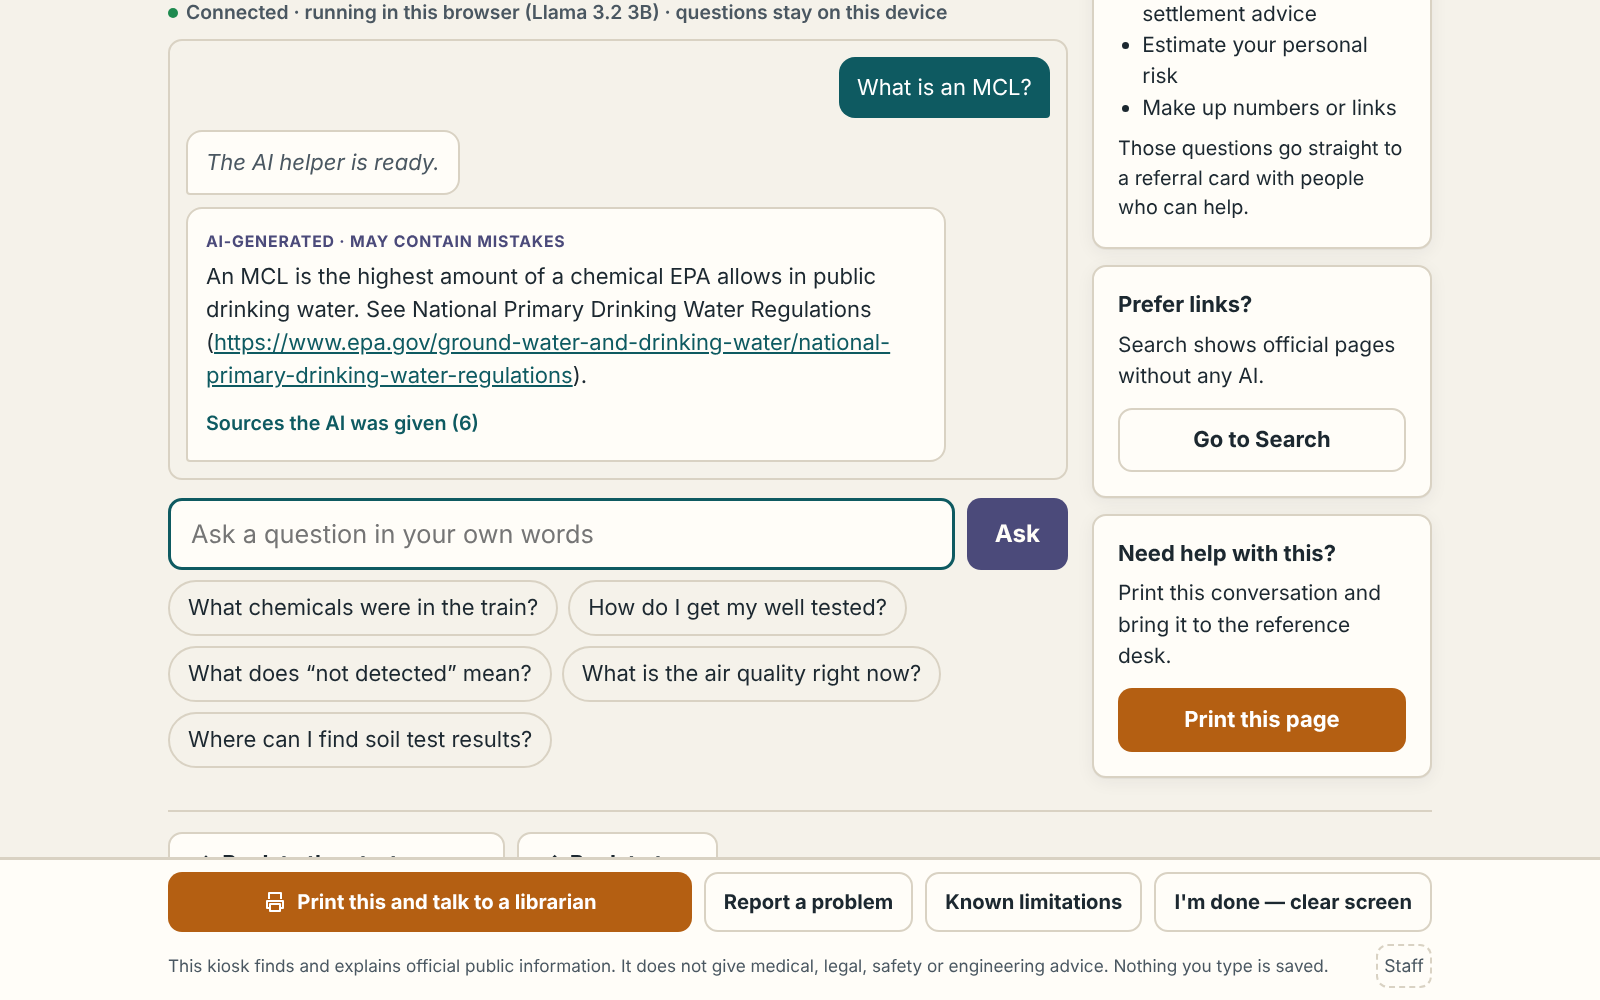 Connected · running in this browser (Llama 3.2 3B) · questions stay on this device
What is an MCL?
The AI helper is ready.
AI-GENERATED · MAY CONTAIN MISTAKES
An MCL is the highest amount of a chemical EPA allows in public
drinking water. See National Primary Drinking Water Regulations
(https://www.epa.gov/ground-water-and-drinking-water/national-
primary-drinking-water-regulations).
Sources the AI was given (6)
Ask a question in your own words
Ask
What chemicals were in the train?
How do I get my well tested?
What does “not detected” mean?
What is the air quality right now?
Where can I find soil test results?
settlement advice
• Estimate your personal
risk
• Make up numbers or links
Those questions go straight to
a referral card with people
who can help.
Prefer links?
Search shows official pages
without any AI.
Go to Search
Need help with this?
Print this conversation and
bring it to the reference
desk.
Print this page
Print this and talk to a librarian
Report a problem
Known limitations
I'm done — clear screen
This kiosk finds and explains official public information. It does not give medical, legal, safety or engineering advice. Nothing you type is saved.
Staff